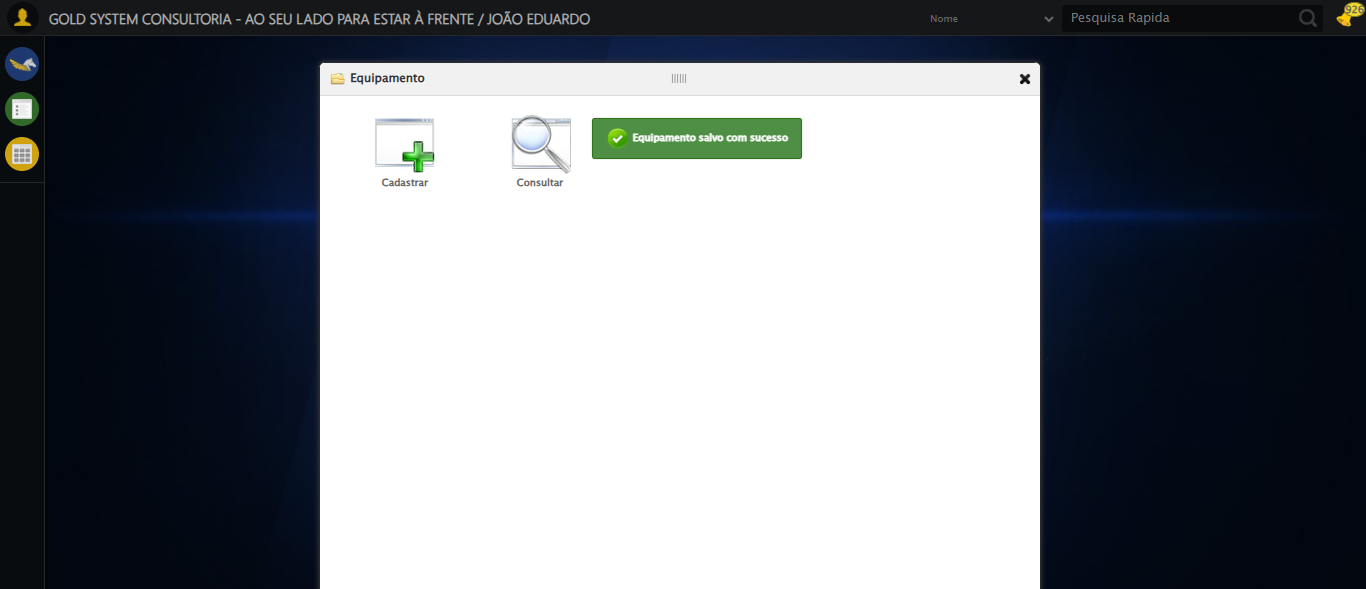 GOLD SYSTEM CONSULTORIA - AO SEU LADO PARA ESTAR À FRENTE / JOÃO EDUARDO
Nome
Pesquisa Rapida
926
Equipamento
Cadastrar
Consultar
Equipamento salvo com sucesso